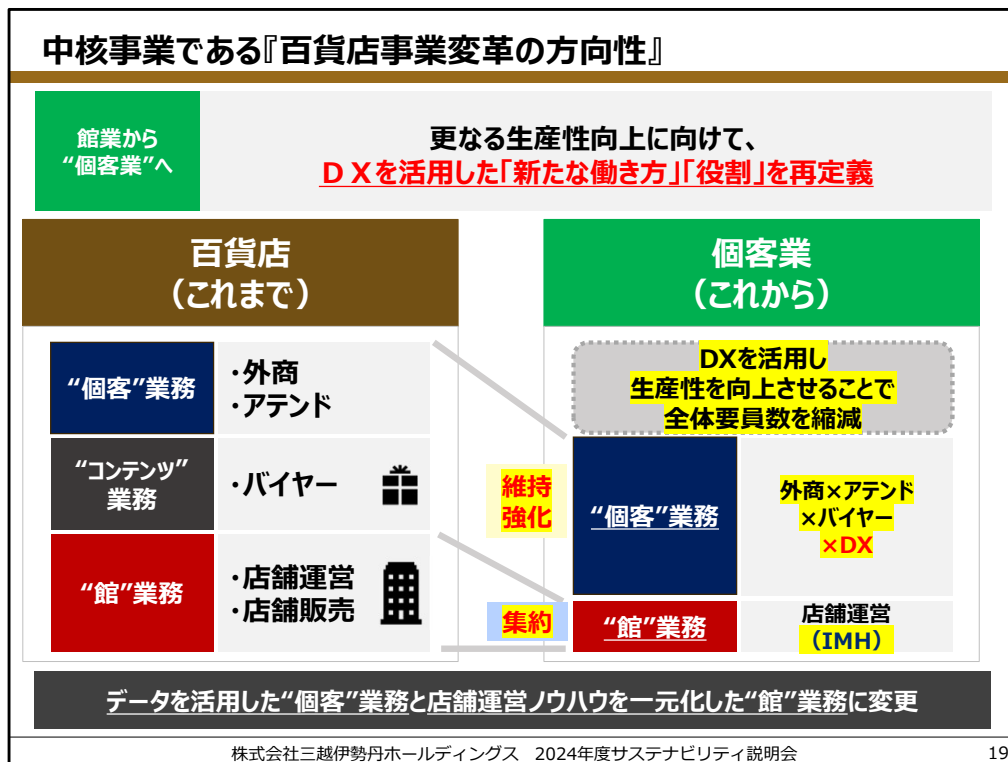 中核事業である『百貨店事業変革の方向性』
館業から
“個客業”へ
更なる生産性向上に向けて、
ＤＸを活用した「新たな働き方」「役割」を再定義
百貨店
（これまで）
“個客”業務
・外商
・アテンド
“コンテンツ”
業務
・バイヤー
“館”業務
・店舗運営
・店舗販売
維持
強化
集約
個客業
（これから）
DXを活用し
生産性を向上させることで
全体要員数を縮減
“個客”業務
外商×アテンド
×バイヤー
×DX
“館”業務
店舗運営
（IMH）
データを活用した“個客”業務と店舗運営ノウハウを一元化した“館”業務に変更
株式会社三越伊勢丹ホールディングス 2024年度サステナビリティ説明会
19